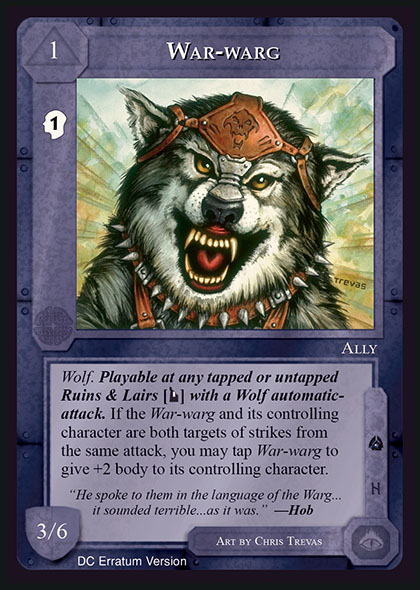 1
WAR-WARG
1
TREVAS
ALLY
Wolf. Playable at any tapped or untapped
Ruins & Lairs [] with a Wolf automatic-
attack. If the War-warg and its controlling
character are both targets of strikes from
the same attack, you may tap War-warg to
give +2 body to its controlling character.
“He spoke to them in the language of the Warg...
it sounded terrible...as it was.” —Hob
3/6
ART BY CHRIS TREVAS
DC Erratum Version